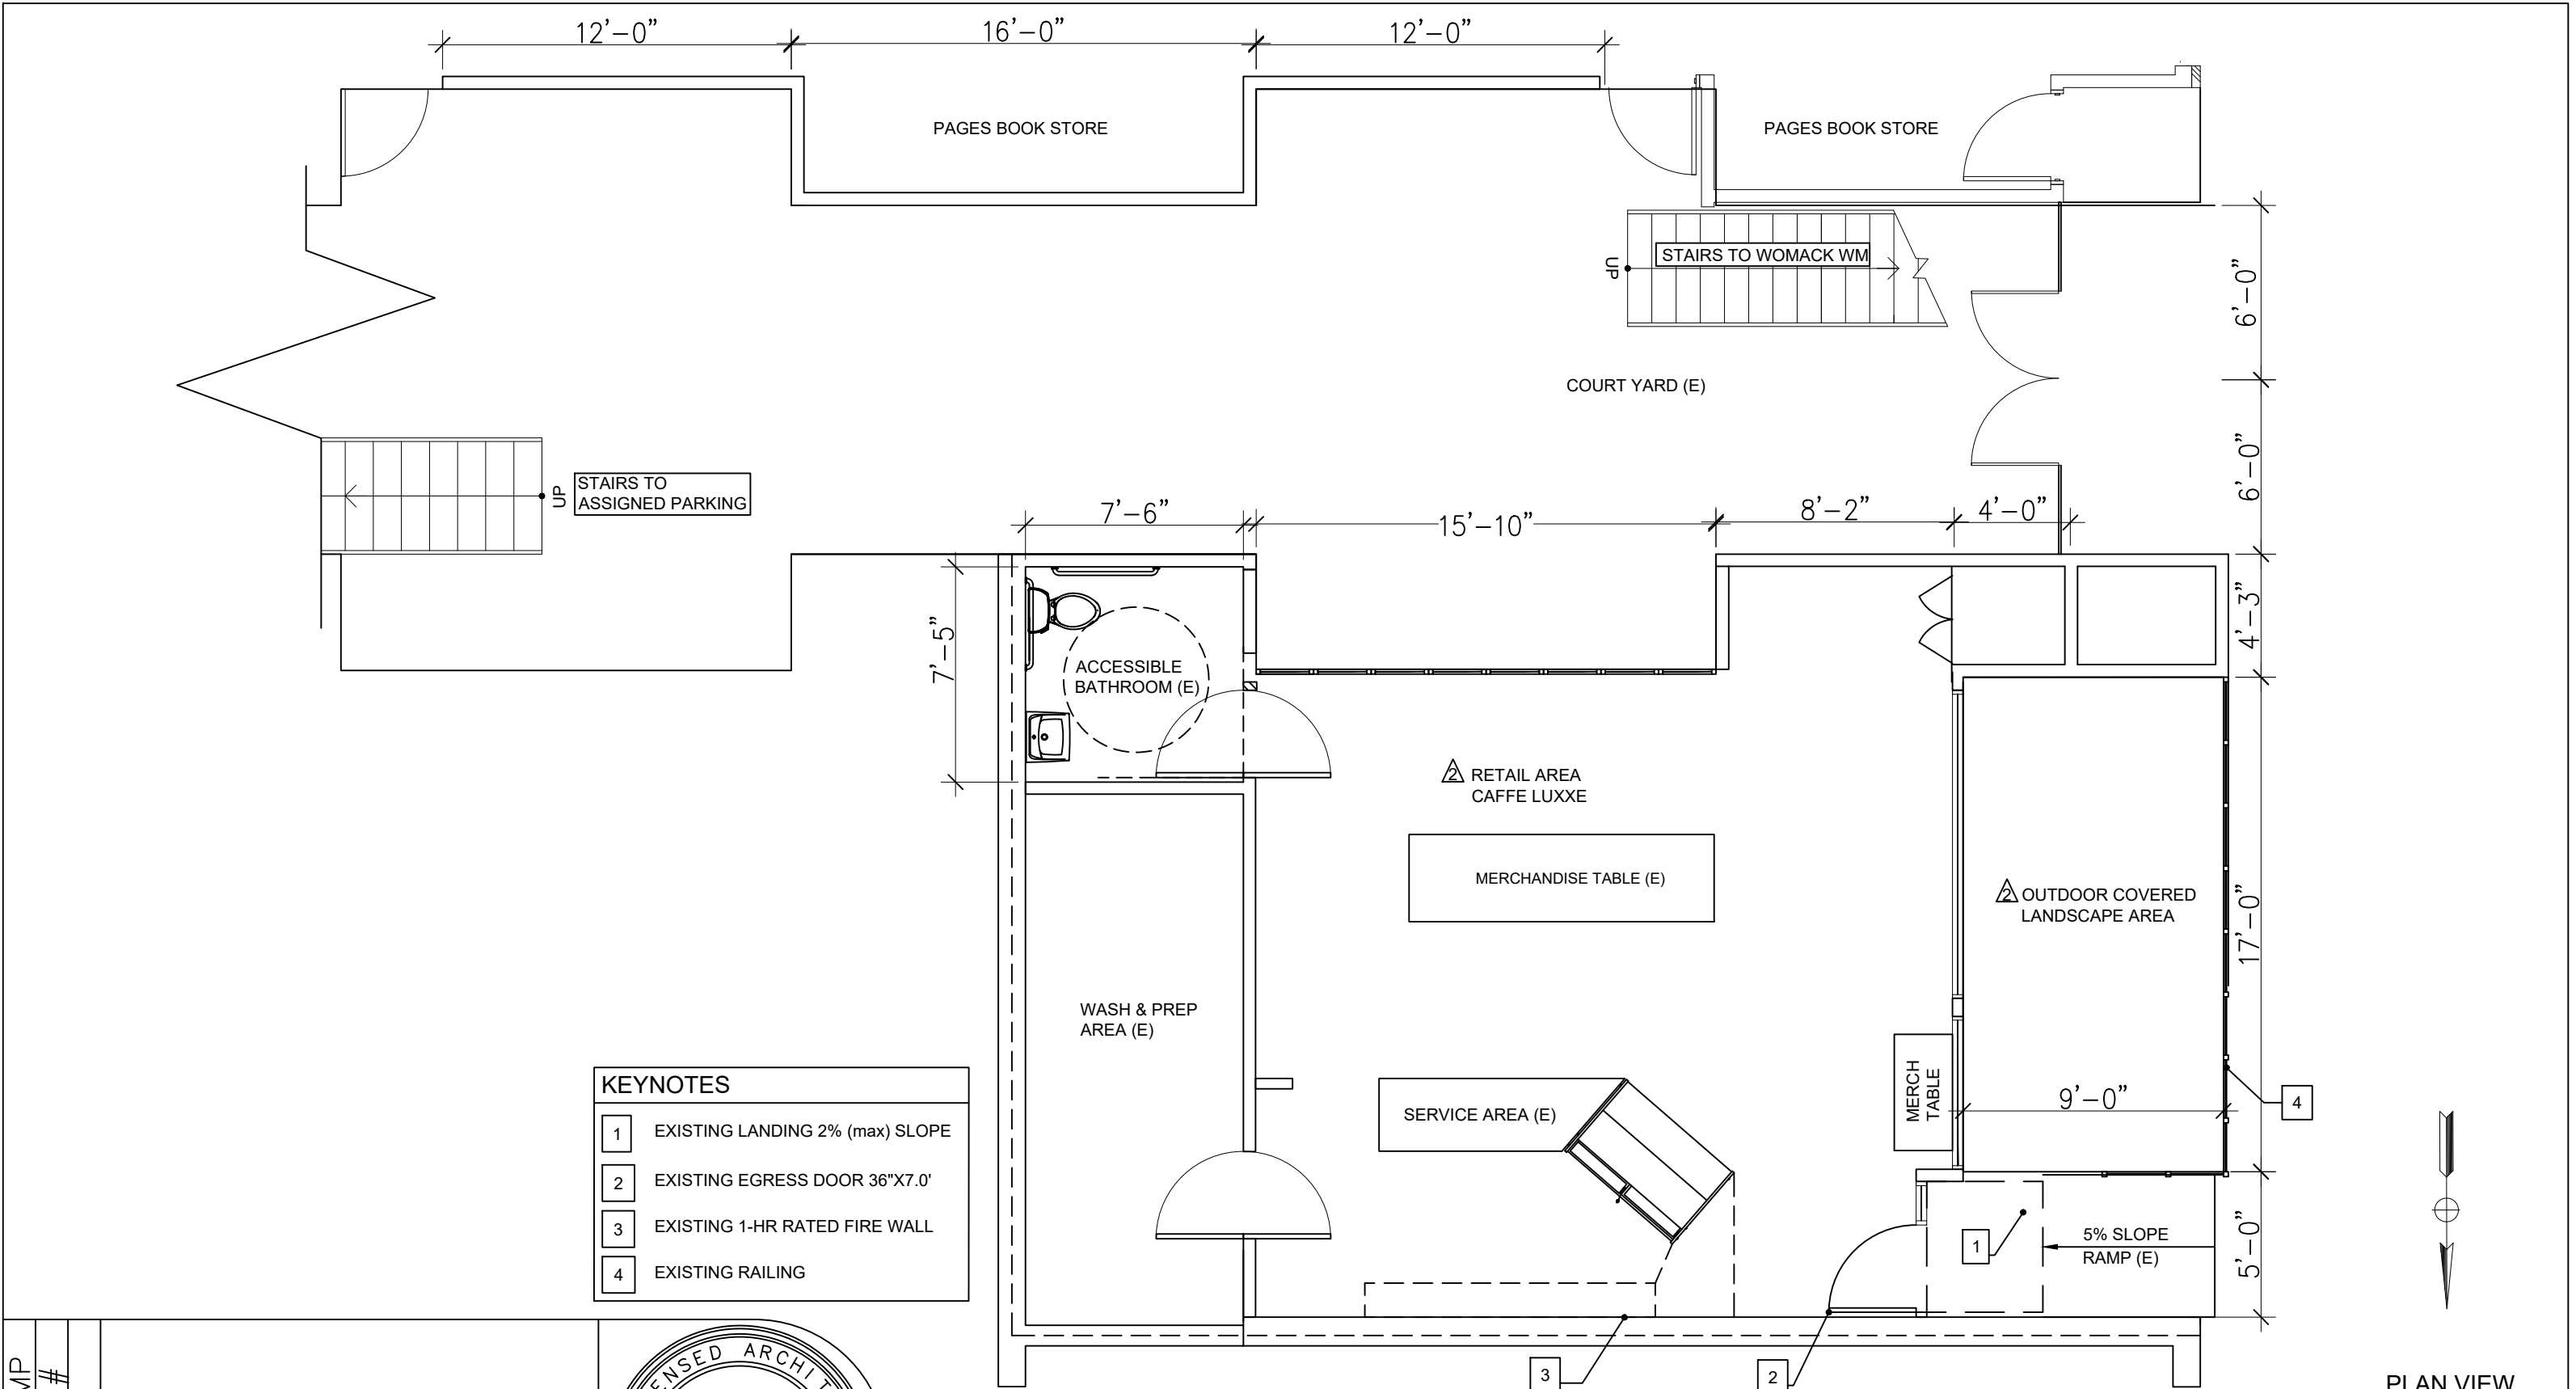 12'-0"
16'-0"
12'-0"
PAGES BOOK STORE
PAGES BOOK STORE
STAIRS TO WOMACK WM
UP
6'-0"
COURT YARD (E)
6'-0"
STAIRS TO
ASSIGNED PARKING
UP
7'-6"
15'-10"
8'-2"
4'-0"
4'-3"
7'-5"
ACCESSIBLE
BATHROOM (E)
2
RETAIL AREA
CAFFE LUXXE
MERCHANDISE TABLE (E)
2
OUTDOOR COVERED
LANDSCAPE AREA
17'-0"
WASH & PREP
AREA (E)
SERVICE AREA (E)
MERCH
TABLE
9'-0"
4
KEYNOTES
1 EXISTING LANDING 2% (max) SLOPE
2 EXISTING EGRESS DOOR 36"X7.0'
3 EXISTING 1-HR RATED FIRE WALL
4 EXISTING RAILING
1
5% SLOPE
RAMP (E)
5'-0"
3
2
PLAN VIEW
ENSED ARCHIT
MP
#